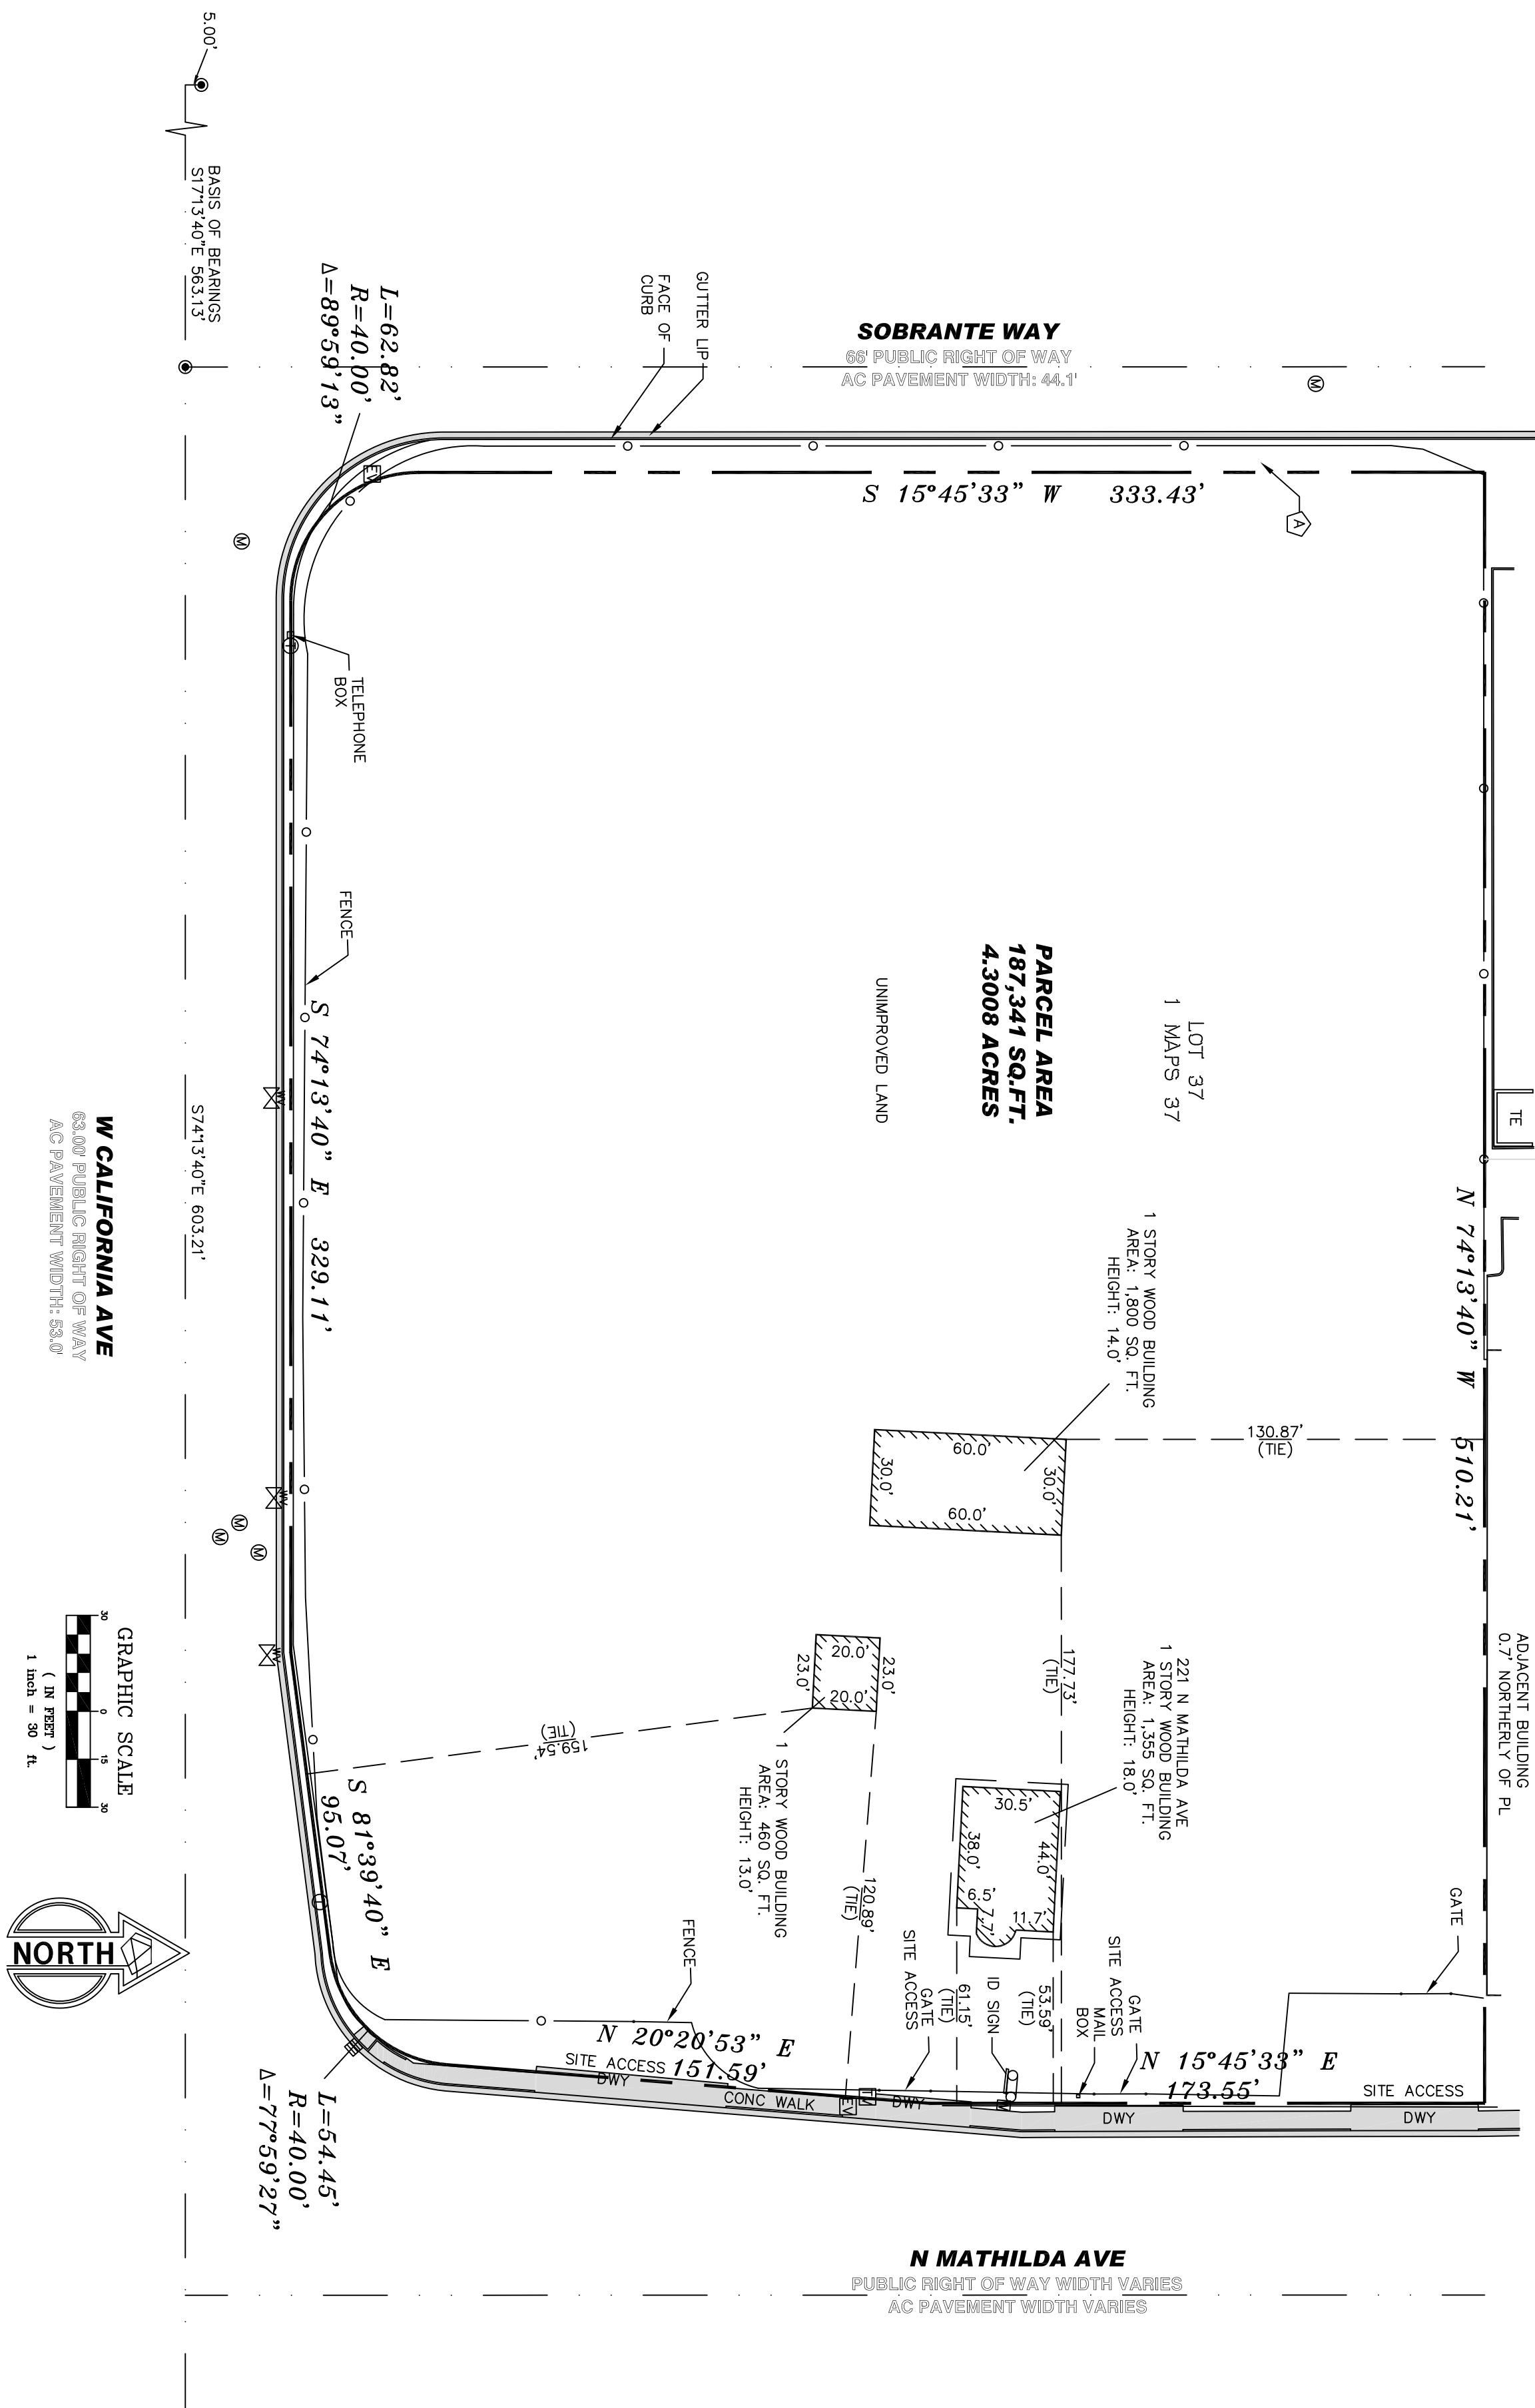 5.00'
BASIS OF BEARINGS
S17°13'40"E 563.13'
L=62.82'
R=40.00'
Δ=89°59'13"
GUTTER LIP
FACE OF
CURB
SOBRANTE WAY
66' PUBLIC RIGHT OF WAY
AC PAVEMENT WIDTH: 44.1'
M
S 15°45'33" W 333.43'
A
EV
M
T
TELEPHONE
BOX
FENCE
S 74°13'40" E 329.11'
WV
WV
WV
M
M
M
S74°13'40"E 603.21'
W CALIFORNIA AVE
63.00' PUBLIC RIGHT OF WAY
AC PAVEMENT WIDTH: 53.0'
LOT 37
1 MAPS 37
PARCEL AREA
187,341 SQ.FT.
4.3008 ACRES
UNIMPROVED LAND
TE
N 74°13'40" W 510.21'
ADJACENT BUILDING
0.7' NORTHERLY OF PL
1 STORY WOOD BUILDING
AREA: 1,800 SQ. FT.
HEIGHT: 14.0'
60.0'
30.0'
30.0'
60.0'
130.87'
(TIE)
177.73'
(TIE)
221 N MATHILDA AVE
1 STORY WOOD BUILDING
AREA: 1,355 SQ. FT.
HEIGHT: 18.0'
30.5'
38.0'
44.0'
6.5'
7.7'
11.7'
20.0'
23.0'
23.0'
20.0'
159.54'
(TIE)
1 STORY WOOD BUILDING
AREA: 460 SQ. FT.
HEIGHT: 13.0'
120.89'
(TIE)
S 81°39'40" E
95.07'
FENCE
GATE
SITE ACCESS
61.15'
(TIE)
ID SIGN
53.59'
(TIE)
GATE
SITE ACCESS
MAIL
BOX
GATE
N 20°20'53" E
151.59'
SITE ACCESS
DWY
CONC WALK
EV
DWY
N 15°45'33" E
173.55'
DWY
SITE ACCESS
DWY
L=54.45'
R=40.00'
Δ=77°59'27"
N MATHILDA AVE
PUBLIC RIGHT OF WAY WIDTH VARIES
AC PAVEMENT WIDTH VARIES
GRAPHIC SCALE
30 0 15 30
( IN FEET )
1 inch = 30 ft.
NORTH